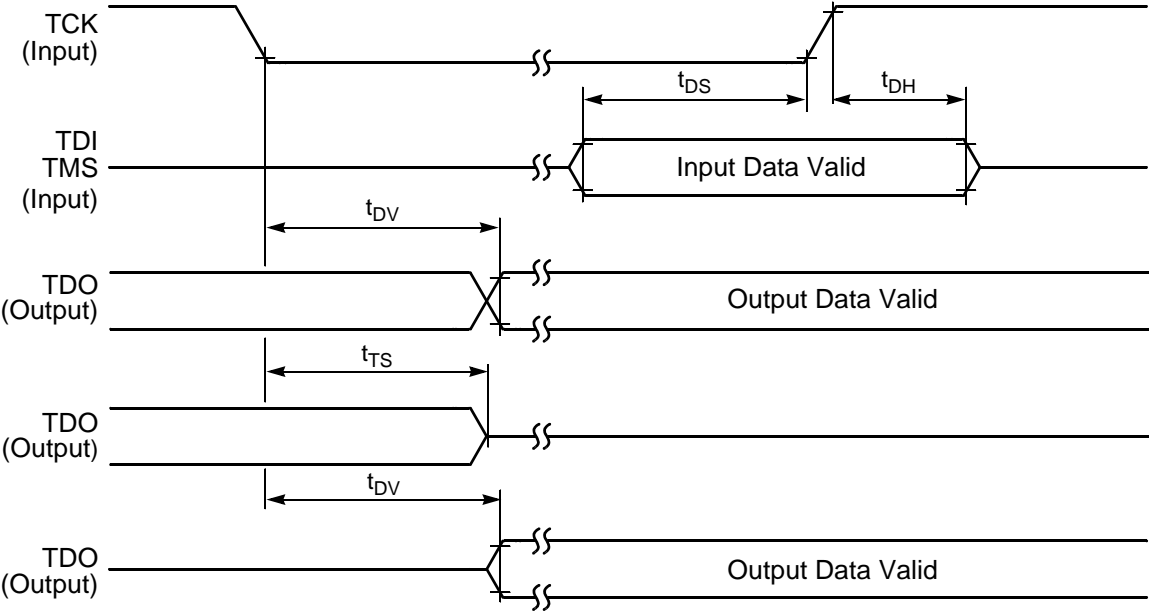 TCK
(Input)
tDS
tDH
TDI
TMS
(Input)
Input Data Valid
tDV
TDO
(Output)
Output Data Valid
tTS
TDO
(Output)
tDV
TDO
(Output)
Output Data Valid